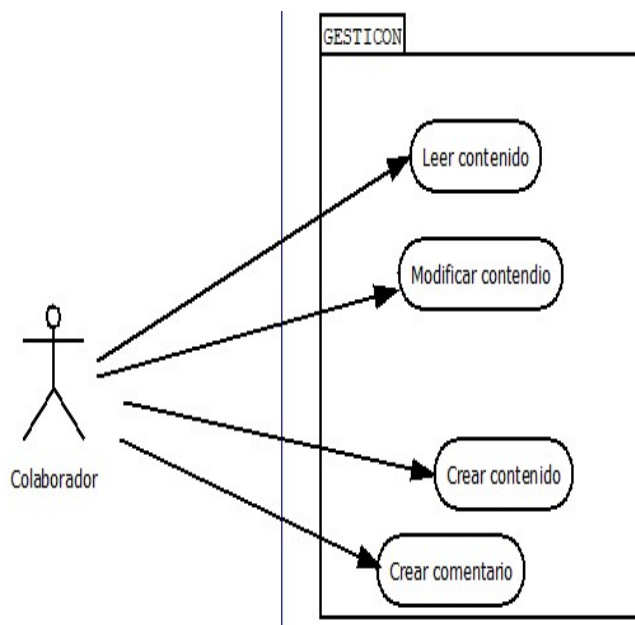 GESTICON
Leer contenido
Modificar contendio
Colaborador
Crear contenido
Crear comentario